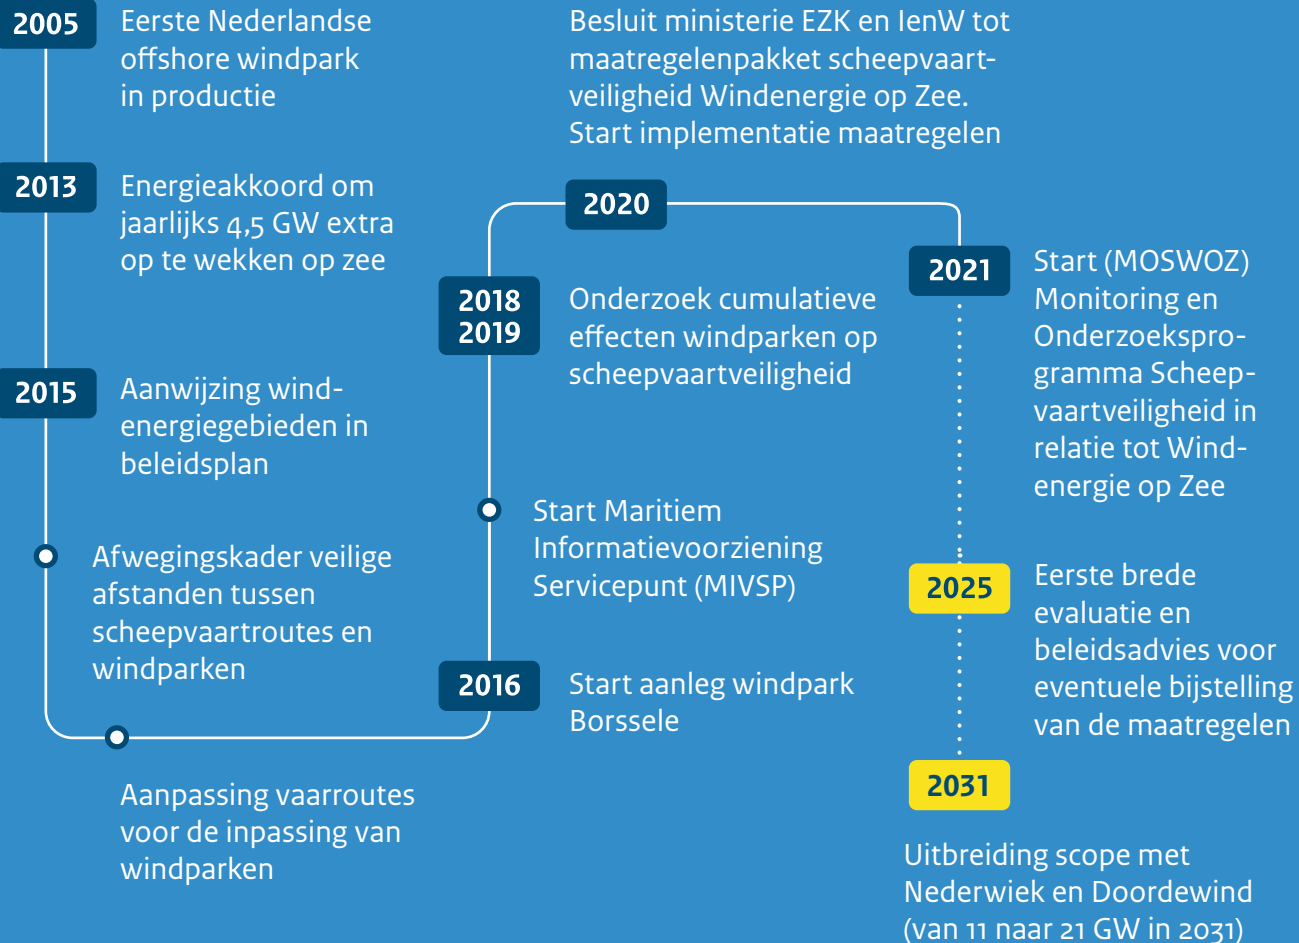 2005
Eerste Nederlandse
offshore windpark
in productie
2013
Energieakkoord om
jaarlijks 4,5 GW extra
op te wekken op zee
2015
Aanwijzing wind-
energiegebieden in
beleidsplan
Afwegingskader veilige
afstanden tussen
scheepvaartroutes en
windparken
Aanpassing vaarroutes
voor de inpassing van
windparken
2016
Start aanleg windpark
Borssele
Start Maritiem
Informatievoorziening
Servicepunt (MIVSP)
2018
2019
Onderzoek cumulatieve
effecten windparken op
scheepvaartveiligheid
Besluit ministerie EZK en IenW tot
maatregelenpakket scheepvaart-
veiligheid Windenergie op Zee.
Start implementatie maatregelen
2020
2021
Start (MOSWOZ)
Monitoring en
Onderzoekspro-
gramma Scheep-
vaartveiligheid in
relatie tot Wind-
energie op Zee
2025
Eerste brede
evaluatie en
beleidsadvies voor
eventuele bijstelling
van de maatregelen
2031
Uitbreiding scope met
Nederwiek en Doordewind
(van 11 naar 21 GW in 2031)